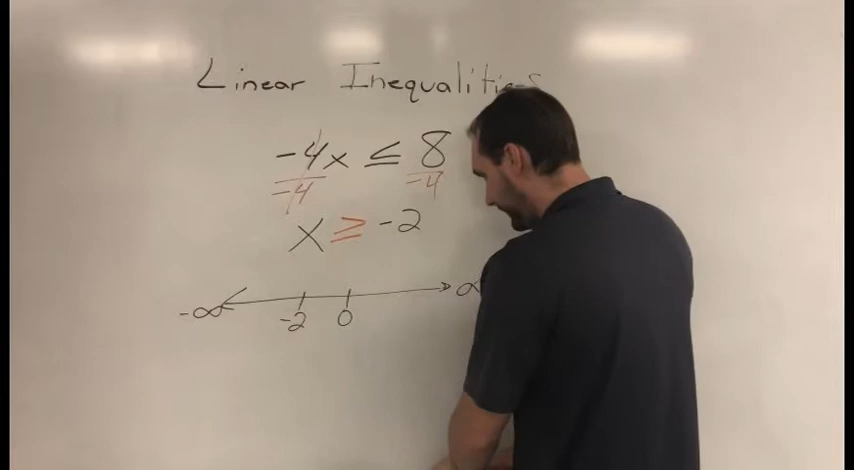 Linear Inequalities
-4x ≤ 8
-4 -4
x ≥ -2
-∞ -2 0 ∞